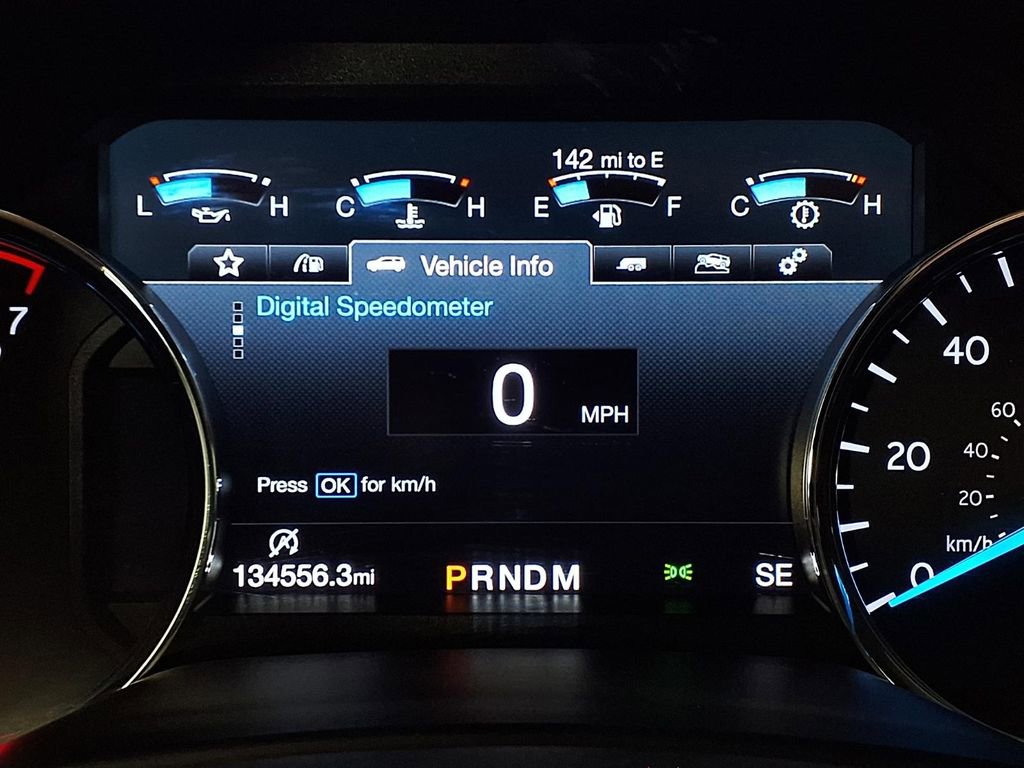 142 mi to E
L H C H E F C H
Vehicle Info
Digital Speedometer
0 MPH
Press OK for km/h
134556.3mi PRNDM SE
7
40
20
0
60
40
20
km/h